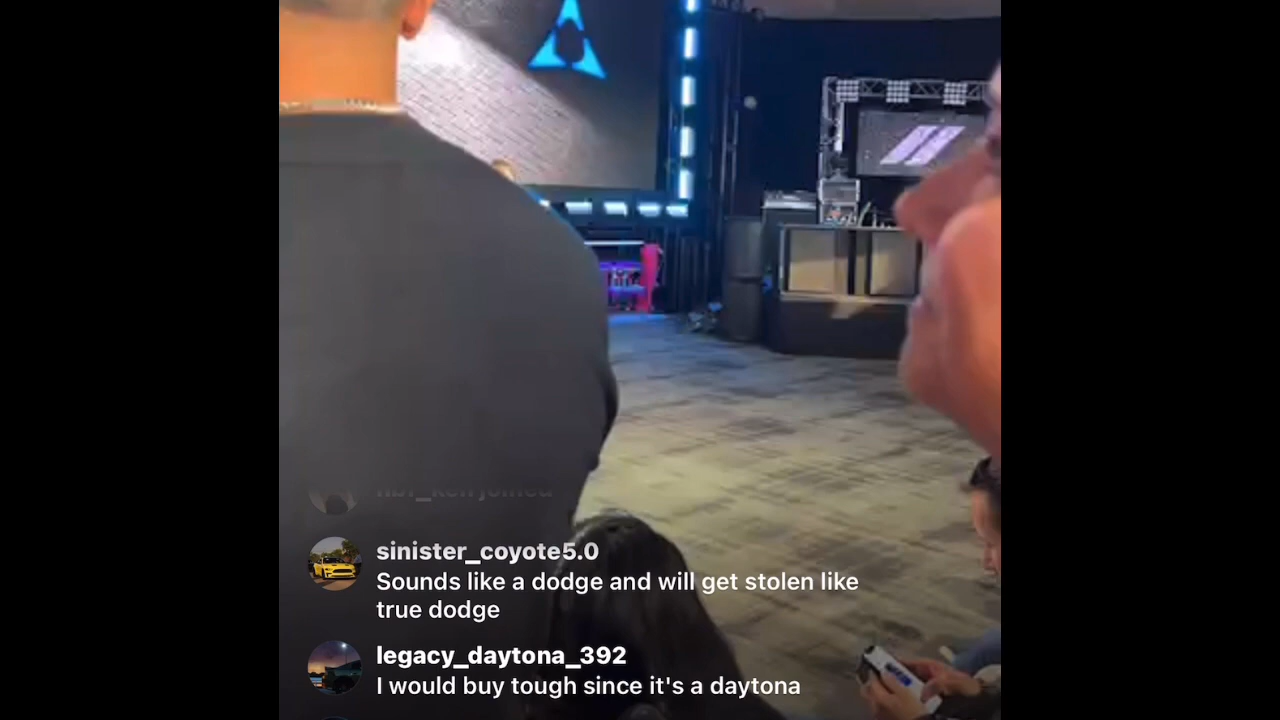 sinister_coyote5.0
Sounds like a dodge and will get stolen like
true dodge
legacy_daytona_392
I would buy tough since it's a daytona